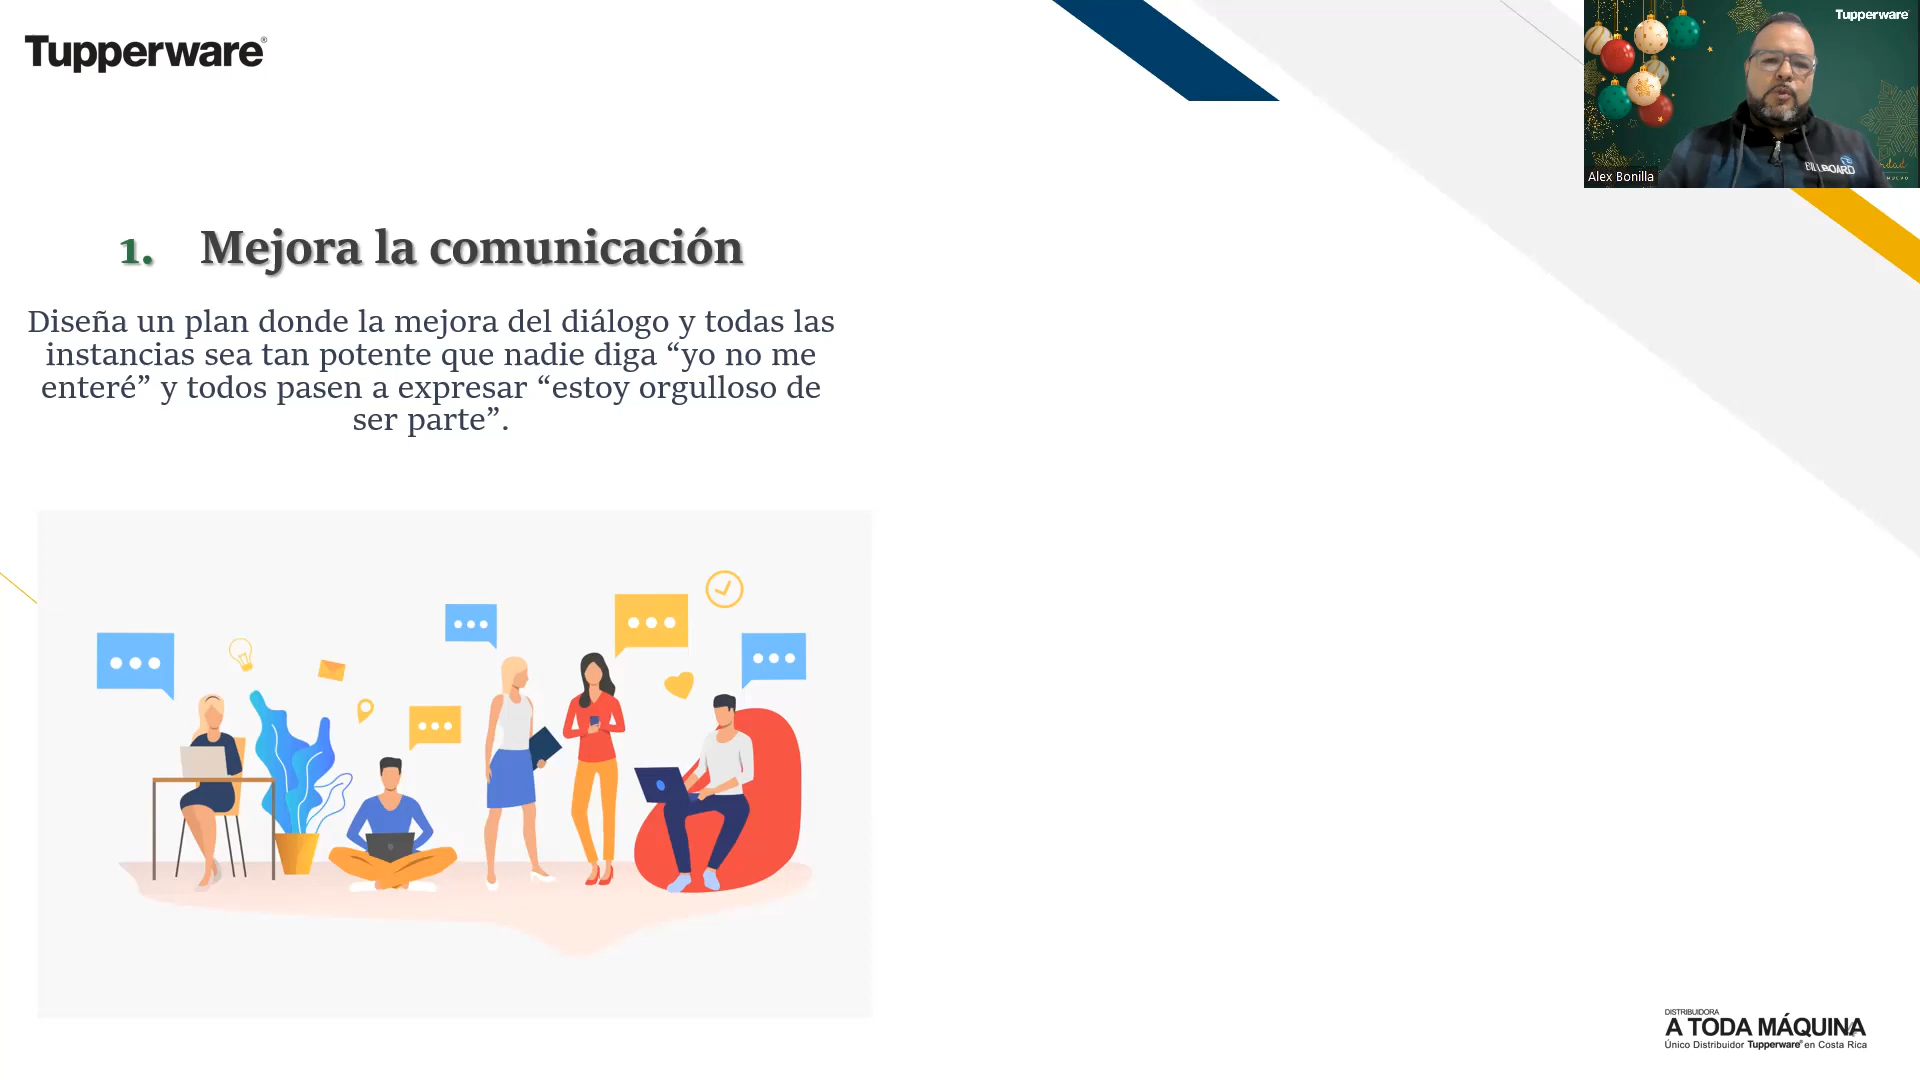 Tupperware®
Tupperware
BILLBOARD
Alex Bonilla
1. Mejora la comunicación
Diseña un plan donde la mejora del diálogo y todas las
instancias sea tan potente que nadie diga “yo no me
enteré” y todos pasen a expresar “estoy orgulloso de
ser parte”.
DISTRIBUIDORA
A TODA MÁQUINA
Único Distribuidor Tupperware® en Costa Rica